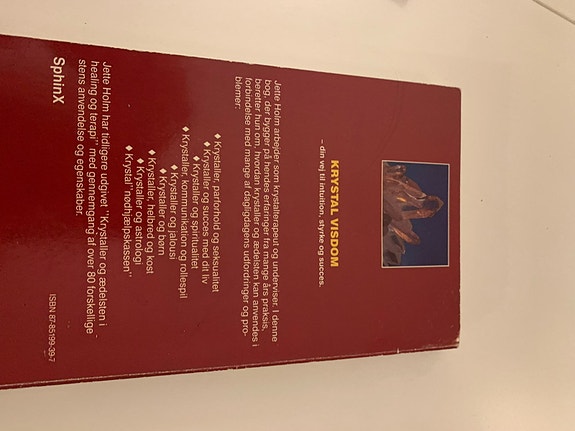 KRYSTAL VISDOM
– din vej til intuition, styrke og succes.
Jette Holm arbejder som krystalterapeut og underviser. I denne
bog, der bygger på hendes erfaringer fra mange års praksis,
beretter hun om, hvordan krystaller og ædelsten kan anvendes i
forbindelse med mange af dagligdagens udfordringer og pro-
blemer:
♦ Krystaller, parforhold og seksualitet
♦ Krystaller og succes med dit liv
♦ Krystaller og spiritualitet
♦ Krystaller, kommunikation og rollespil
♦ Krystaller og jalousi
♦ Krystaller og børn
♦ Krystaller, helbred og kost
♦ Krystaller og astrologi
♦ Krystal"nødhjælpskassen"
Jette Holm har tidligere udgivet "Krystaller og ædelsten i
healing og terapi" med gennemgang af over 80 forskellige
stens anvendelse og egenskaber.
SphinX
ISBN 87-85199-39-7